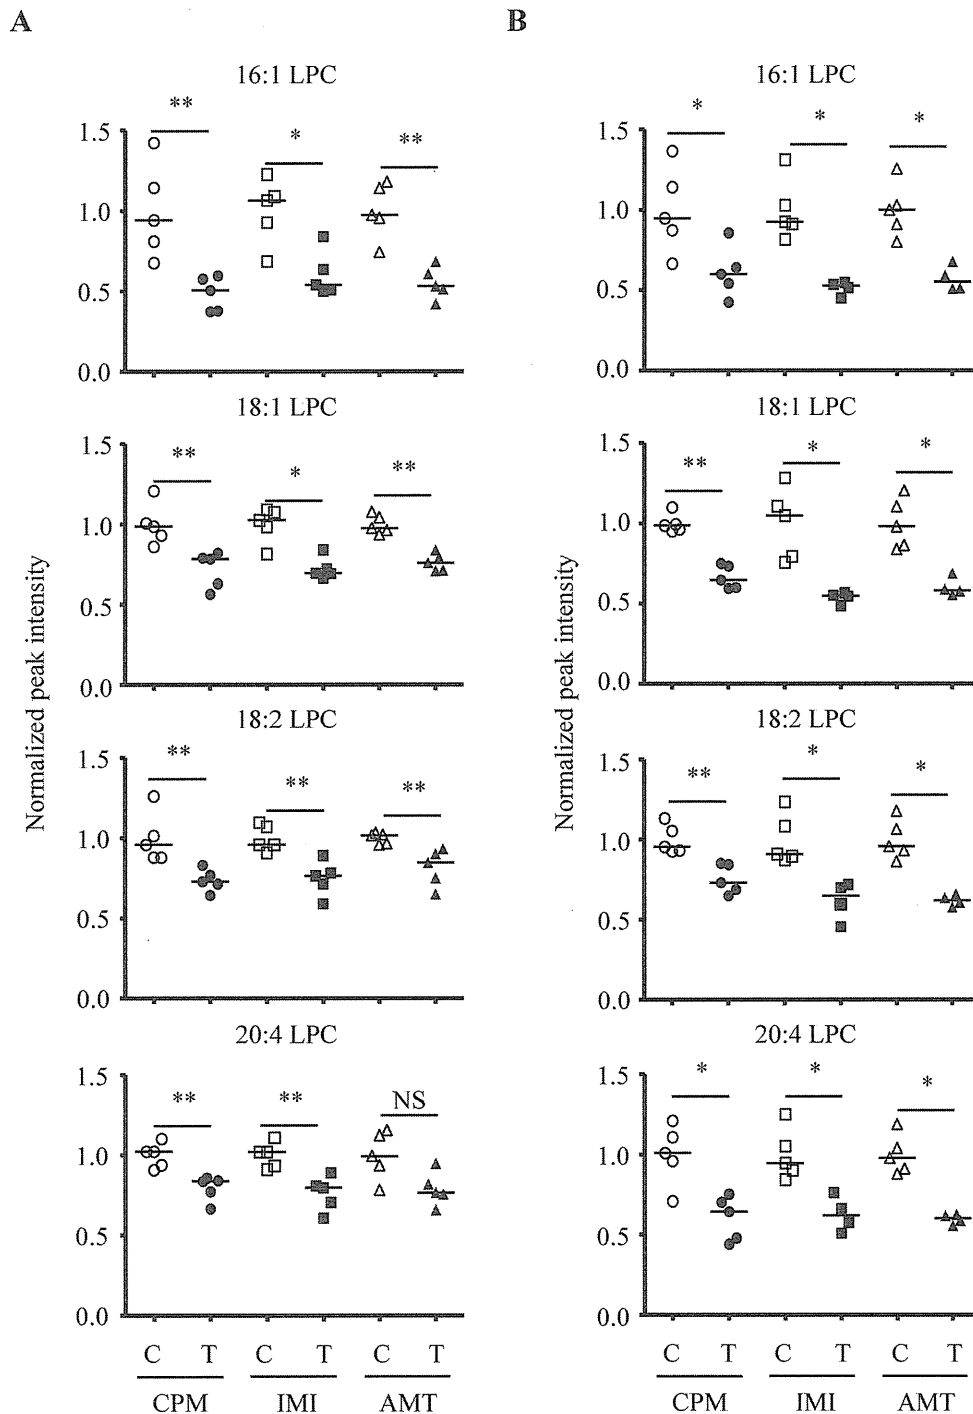 A
16:1 LPC
** * **
1.5
1.0
0.5
0.0
18:1 LPC
** * **
1.5
1.0
0.5
0.0
18:2 LPC
** ** **
1.5
1.0
0.5
0.0
20:4 LPC
** ** NS
1.5
1.0
0.5
0.0
C T C T C T
CPM IMI AMT
Normalized peak intensity
B
16:1 LPC
* * *
1.5
1.0
0.5
0.0
18:1 LPC
** * *
1.5
1.0
0.5
0.0
18:2 LPC
** * *
1.5
1.0
0.5
0.0
20:4 LPC
* * *
1.5
1.0
0.5
0.0
C T C T C T
CPM IMI AMT
Normalized peak intensity